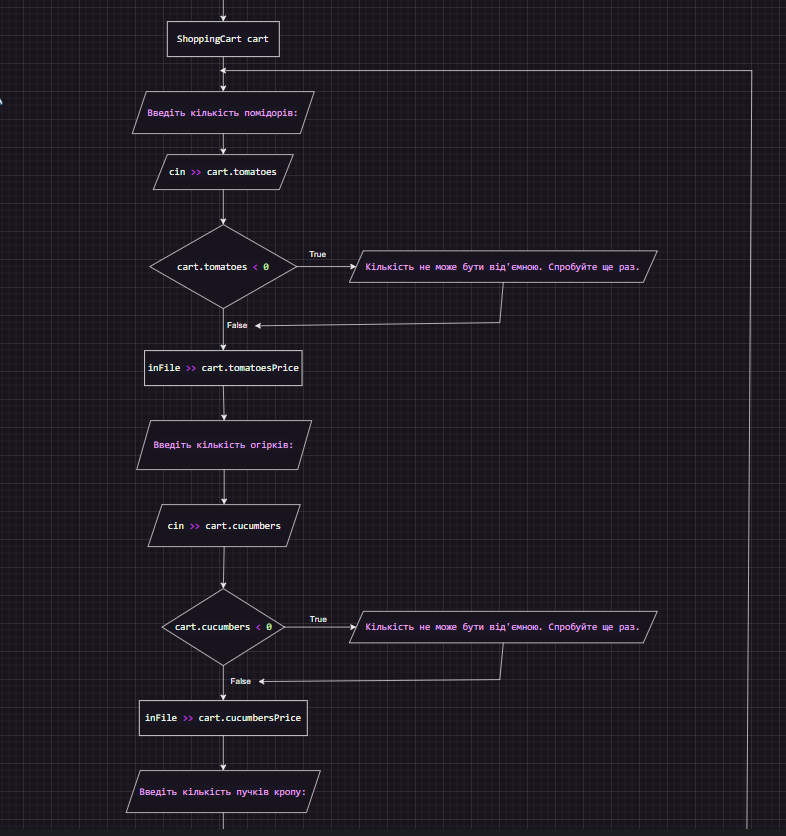 ShoppingCart cart
Введіть кількість помідорів:
cin >> cart.tomatoes
cart.tomatoes < 0
True
Кількість не може бути від'ємною. Спробуйте ще раз.
False
inFile >> cart.tomatoesPrice
Введіть кількість огірків:
cin >> cart.cucumbers
cart.cucumbers < 0
True
Кількість не може бути від'ємною. Спробуйте ще раз.
False
inFile >> cart.cucumbersPrice
Введіть кількість пучків кропу: